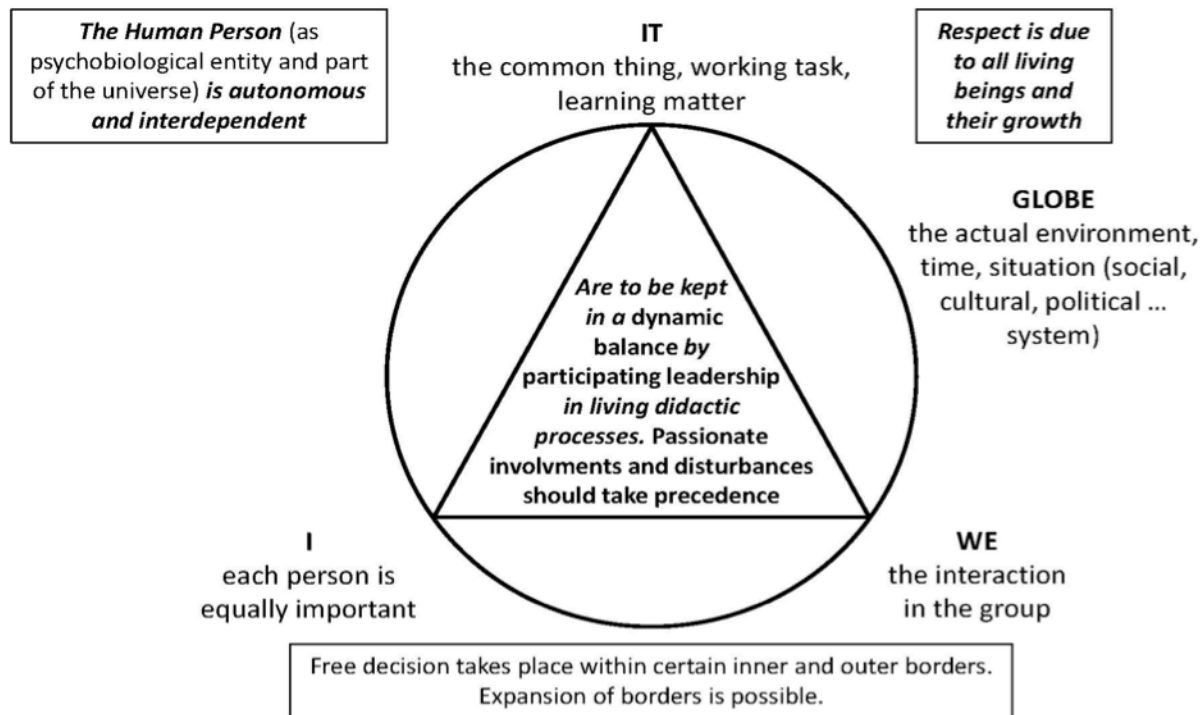 The Human Person (as
psychobiological entity and part
of the universe) is autonomous
and interdependent
IT
the common thing, working task,
learning matter
Respect is due
to all living
beings and
their growth
GLOBE
the actual environment,
time, situation (social,
cultural, political ...
system)
Are to be kept
in a dynamic
balance by
participating leadership
in living didactic
processes. Passionate
involvments and disturbances
should take precedence
I
each person is
equally important
WE
the interaction
in the group
Free decision takes place within certain inner and outer borders.
Expansion of borders is possible.